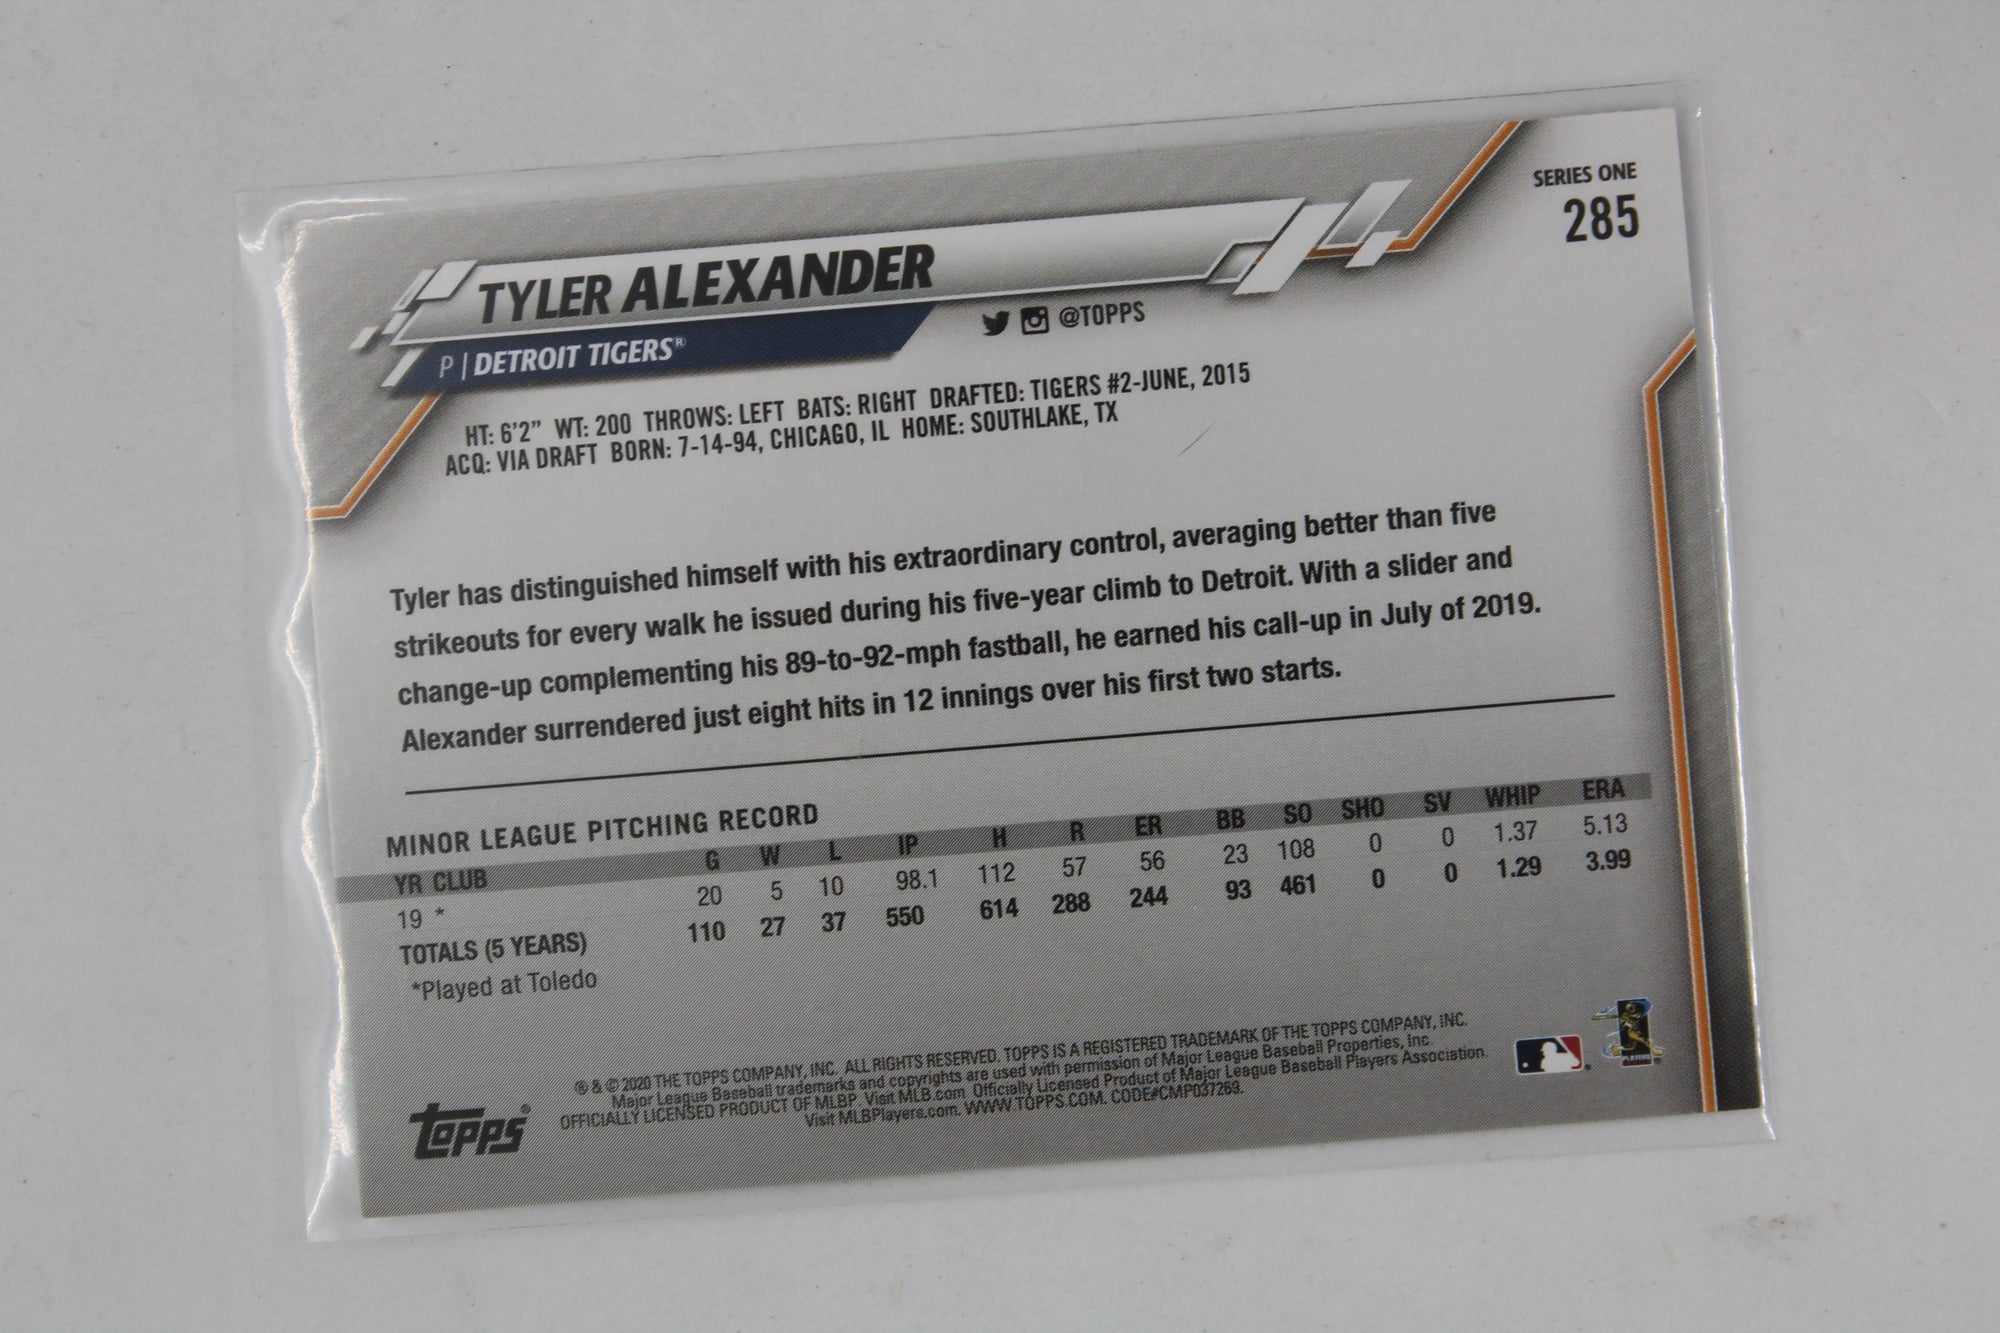 SERIES ONE
285
TYLER ALEXANDER
P | DETROIT TIGERS®
@TOPPS
HT: 6'2" WT: 200 THROWS: LEFT BATS: RIGHT DRAFTED: TIGERS #2-JUNE, 2015
ACQ: VIA DRAFT BORN: 7-14-94, CHICAGO, IL HOME: SOUTHLAKE, TX
Tyler has distinguished himself with his extraordinary control, averaging better than five
strikeouts for every walk he issued during his five-year climb to Detroit. With a slider and
change-up complementing his 89-to-92-mph fastball, he earned his call-up in July of 2019.
Alexander surrendered just eight hits in 12 innings over his first two starts.
MINOR LEAGUE PITCHING RECORD
YR CLUB G W L IP H R ER BB SO SHO SV WHIP ERA
19 * 20 5 10 98.1 112 57 56 23 108 0 0 1.37 5.13
TOTALS (5 YEARS) 110 27 37 550 614 288 244 93 461 0 0 1.29 3.99
*Played at Toledo
® & © 2020 THE TOPPS COMPANY, INC. ALL RIGHTS RESERVED. TOPPS IS A REGISTERED TRADEMARK OF THE TOPPS COMPANY, INC.
Major League Baseball trademarks and copyrights are used with permission of Major League Baseball Properties, Inc.
OFFICIALLY LICENSED PRODUCT OF MLBP Visit MLB.com Officially Licensed Product of Major League Baseball Players Association.
Visit MLBPlayers.com. WWW.TOPPS.COM. CODE#CMP037269.
Topps®
PLAYERS